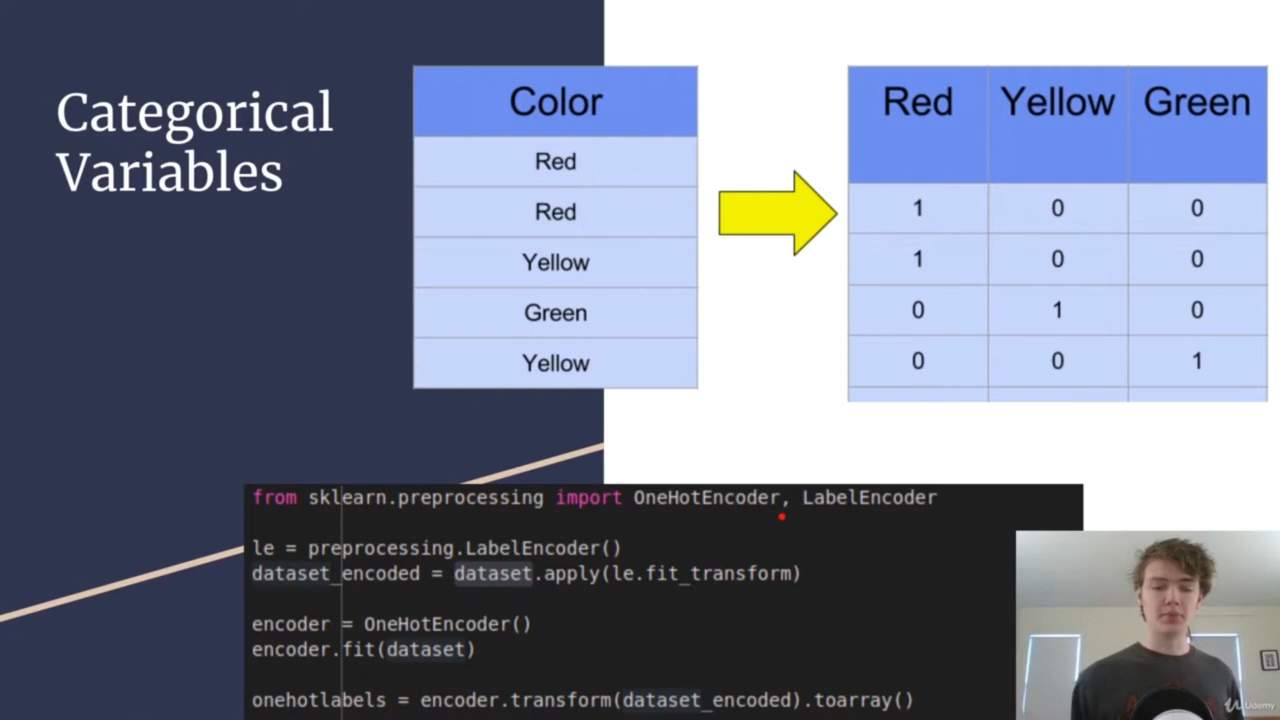 Categorical
Variables
Color
Red
Red
Yellow
Green
Yellow
Red Yellow Green
1 0 0
1 0 0
0 1 0
0 0 1
from sklearn.preprocessing import OneHotEncoder, LabelEncoder
le = preprocessing.LabelEncoder()
dataset_encoded = dataset.apply(le.fit_transform)
encoder = OneHotEncoder()
encoder.fit(dataset)
onehotlabels = encoder.transform(dataset_encoded).toarray()
Udemy